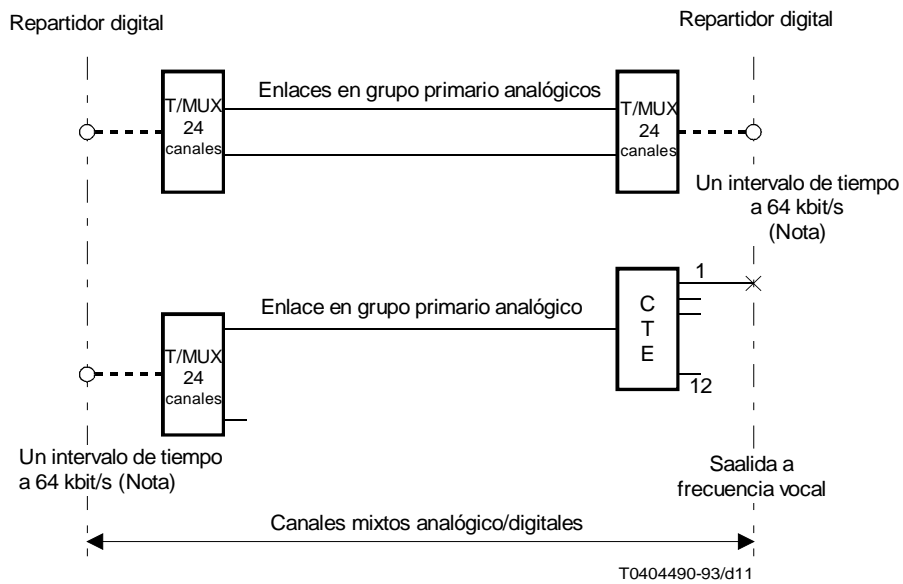 Repartidor digital
Repartidor digital
Enlaces en grupo primario analógicos
T/MUX
24
canales
T/MUX
24
canales
Un intervalo de tiempo
a 64 kbit/s
(Nota)
1
Enlace en grupo primario analógico
C
T
E
T/MUX
24
canales
12
Un intervalo de tiempo
a 64 kbit/s (Nota)
Saalida a
frecuencia vocal
Canales mixtos analógico/digitales
T0404490-93/d11